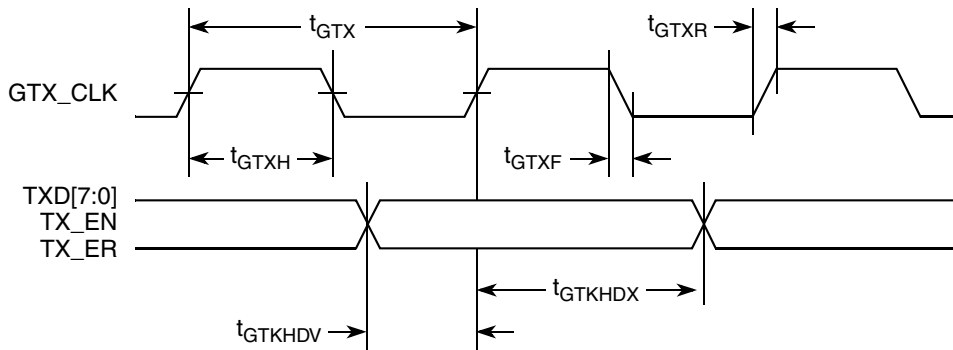 tGTX
tGTXR
GTX_CLK
tGTXH
tGTXF
TXD[7:0]
TX_EN
TX_ER
tGTKHDX
tGTKHDV